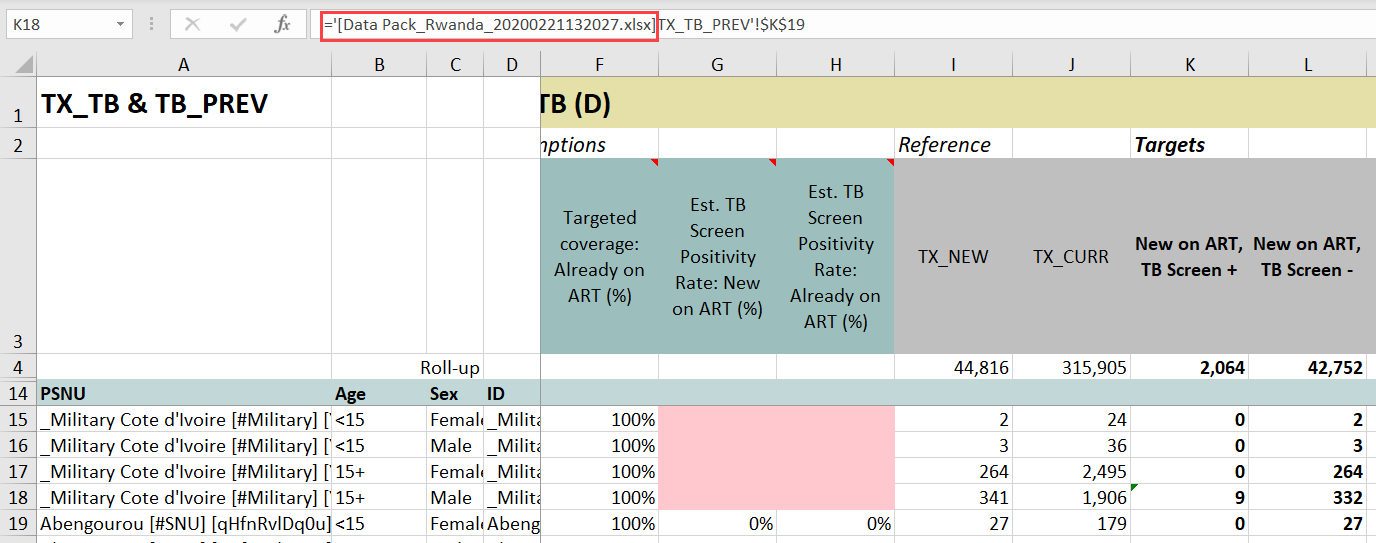 K18 fx ='[Data Pack_Rwanda_20200221132027.xlsx]TX_TB_PREV'!$K$19
A B C D F G H I J K L
1 TX_TB & TB_PREV TB (D)
2 nptions Reference Targets
3 Targeted coverage: Already on ART (%) Est. TB Screen Positivity Rate: New on ART (%) Est. TB Screen Positivity Rate: Already on ART (%) TX_NEW TX_CURR New on ART, TB Screen + New on ART, TB Screen -
4 Roll-up 44,816 315,905 2,064 42,752
14 PSNU Age Sex ID
15 _Military Cote d'Ivoire [#Military] [ <15 Female _Milita 100% 2 24 0 2
16 _Military Cote d'Ivoire [#Military] [ <15 Male _Milita 100% 3 36 0 3
17 _Military Cote d'Ivoire [#Military] [ 15+ Female _Milita 100% 264 2,495 0 264
18 _Military Cote d'Ivoire [#Military] [ 15+ Male _Milita 100% 341 1,906 9 332
19 Abengourou [#SNU] [qHfnRvlDq0u] <15 Female Abeng 100% 0% 0% 27 179 0 27